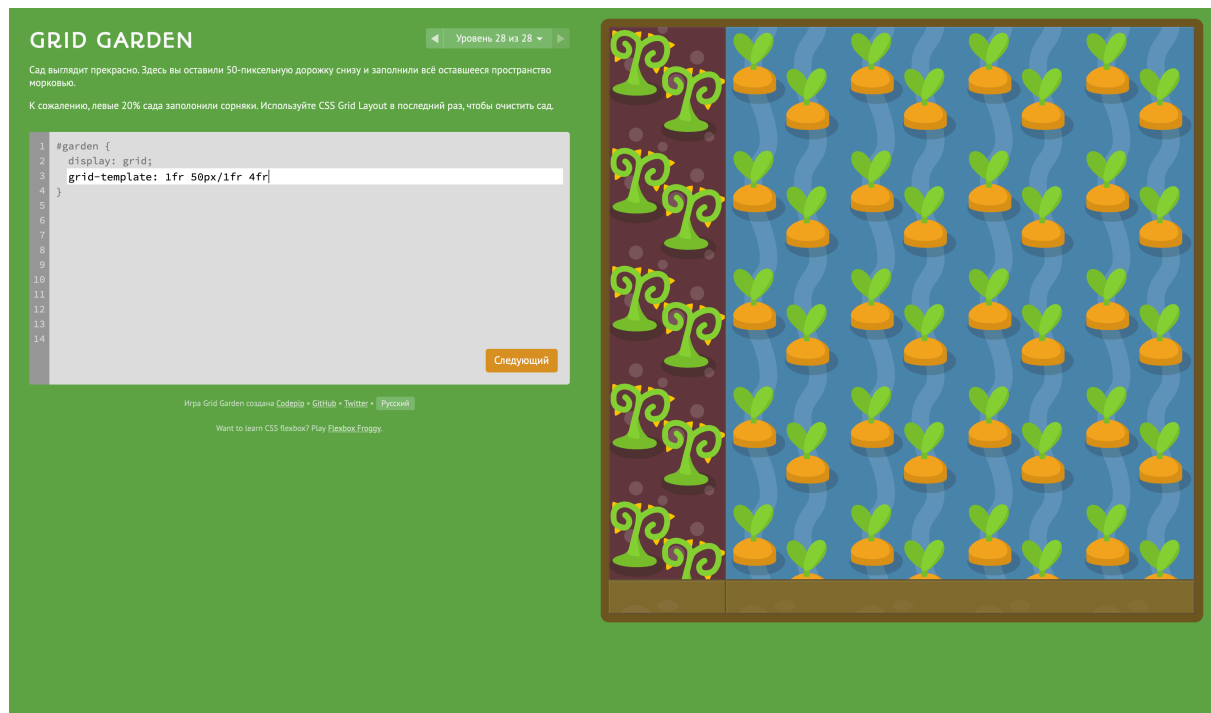 GRID GARDEN
◀ Уровень 28 из 28 ▶
Сад выглядит прекрасно. Здесь вы оставили 50-пиксельную дорожку снизу и заполнили всё оставшееся пространство
морковью.
К сожалению, левые 20% сада заполонили сорняки. Используйте CSS Grid Layout в последний раз, чтобы очистить сад.
1 #garden {
2 display: grid;
3 grid-template: 1fr 50px/1fr 4fr
4 }
5
6
7
8
9
10
11
12
13
14
Следующий
Игра Grid Garden создана Codepip • GitHub • Twitter • Русский
Want to learn CSS flexbox? Play Flexbox Froggy.